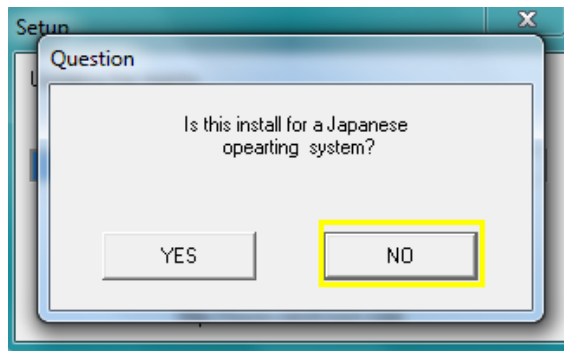 Setup
X
Question
Is this install for a Japanese
opearting system?
YES
NO